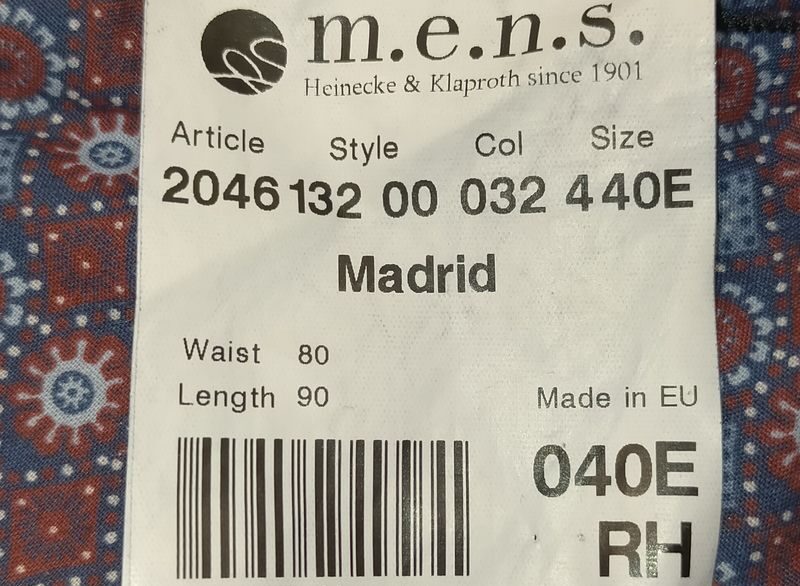 m.e.n.s.
Heinecke & Klaproth since 1901
Article Style Col Size
2046 132 00 032 440E
Madrid
Waist 80
Length 90
Made in EU
040E
RH